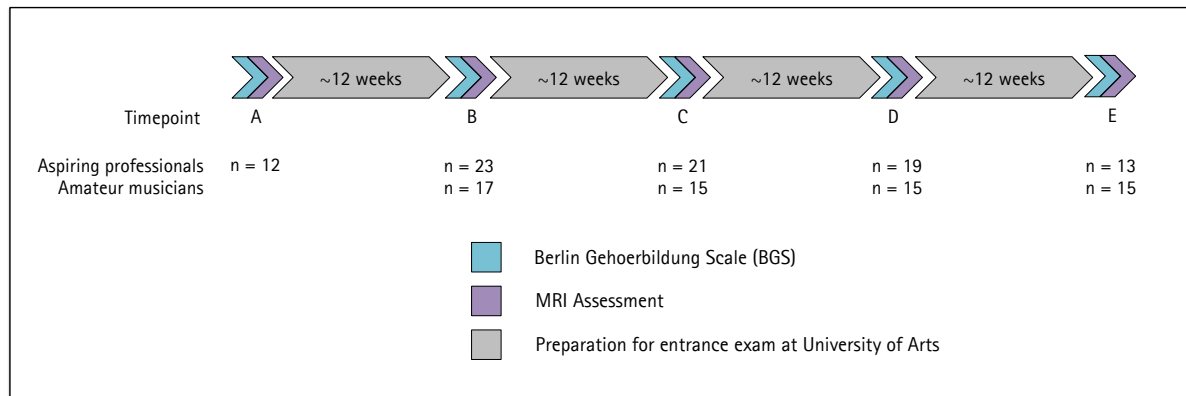 ~12 weeks ~12 weeks ~12 weeks ~12 weeks
Timepoint A B C D E
Aspiring professionals n = 12 n = 23 n = 21 n = 19 n = 13
Amateur musicians n = 17 n = 15 n = 15 n = 15
Berlin Gehoerbildung Scale (BGS)
MRI Assessment
Preparation for entrance exam at University of Arts